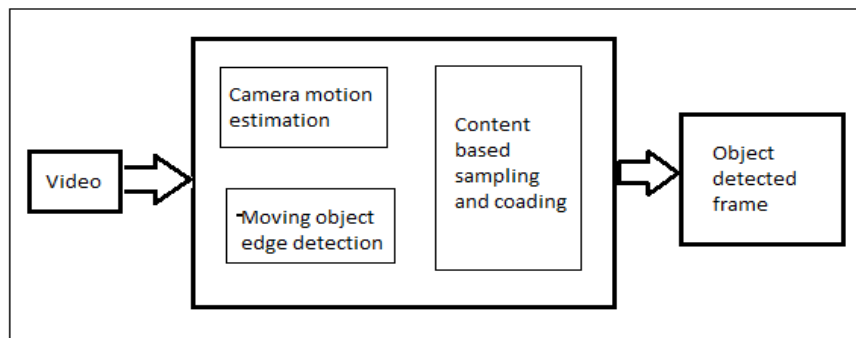 Video
Camera motion
estimation
-Moving object
edge detection
Content
based
sampling
and coading
Object
detected
frame